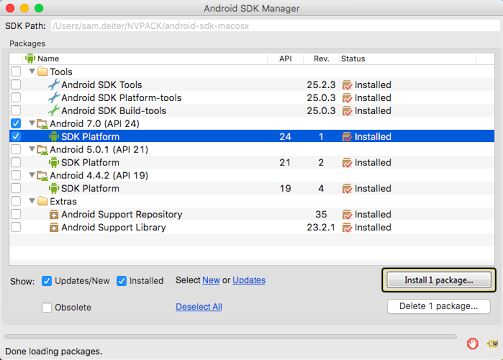 Android SDK Manager
SDK Path: /Users/sam.deiter/NVPACK/android-sdk-macosx
Packages
Name API Rev. Status
Tools
Android SDK Tools 25.2.3 Installed
Android SDK Platform-tools 25.0.3 Installed
Android SDK Build-tools 25.0.3 Installed
Android 7.0 (API 24)
SDK Platform 24 1 Installed
Android 5.0.1 (API 21)
SDK Platform 21 2 Installed
Android 4.4.2 (API 19)
SDK Platform 19 4 Installed
Extras
Android Support Repository 35 Installed
Android Support Library 23.2.1 Installed
Show: Updates/New Installed Select New or Updates Install 1 package...
Obsolete Deselect All Delete 1 package...
Done loading packages.